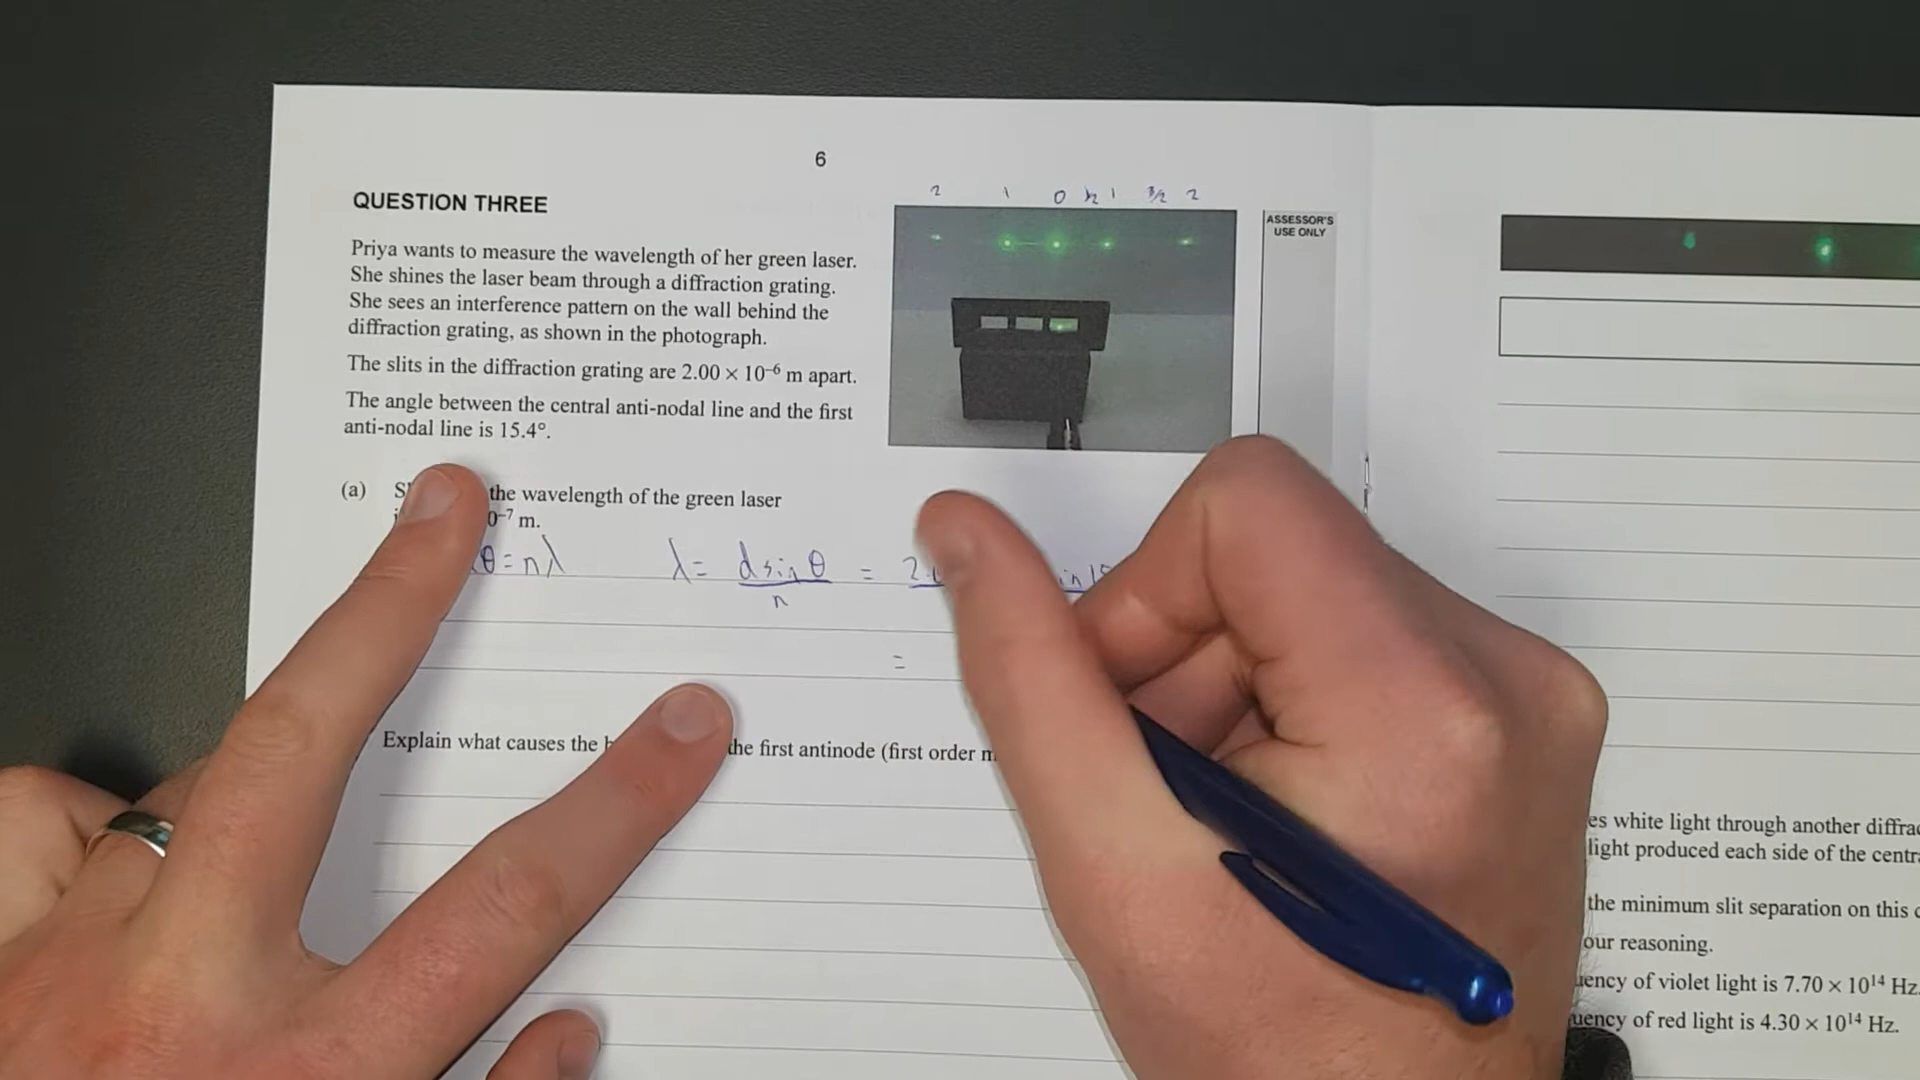 6
2 1 0 ½ 1 3/2 2
QUESTION THREE
ASSESSOR'S
USE ONLY
Priya wants to measure the wavelength of her green laser.
She shines the laser beam through a diffraction grating.
She sees an interference pattern on the wall behind the
diffraction grating, as shown in the photograph.
The slits in the diffraction grating are 2.00 × 10⁻⁶ m apart.
The angle between the central anti-nodal line and the first
anti-nodal line is 15.4°.
(a) the wavelength of the green laser
0⁻⁷ m.
θ = nλ λ = d sin θ / n = 2.
=
Explain what causes the the first antinode (first order
es white light through another
light produced each side of the
the minimum slit separation on this
our reasoning.
uency of violet light is 7.70 × 10¹⁴ Hz.
uency of red light is 4.30 × 10¹⁴ Hz.